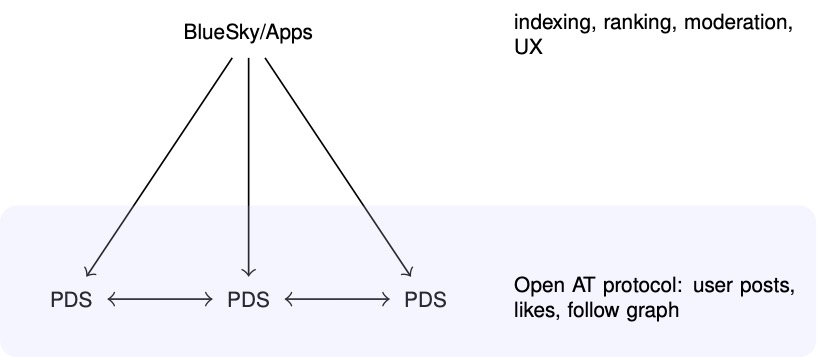 BlueSky/Apps
indexing, ranking, moderation,
UX
PDS
PDS
PDS
Open AT protocol: user posts,
likes, follow graph